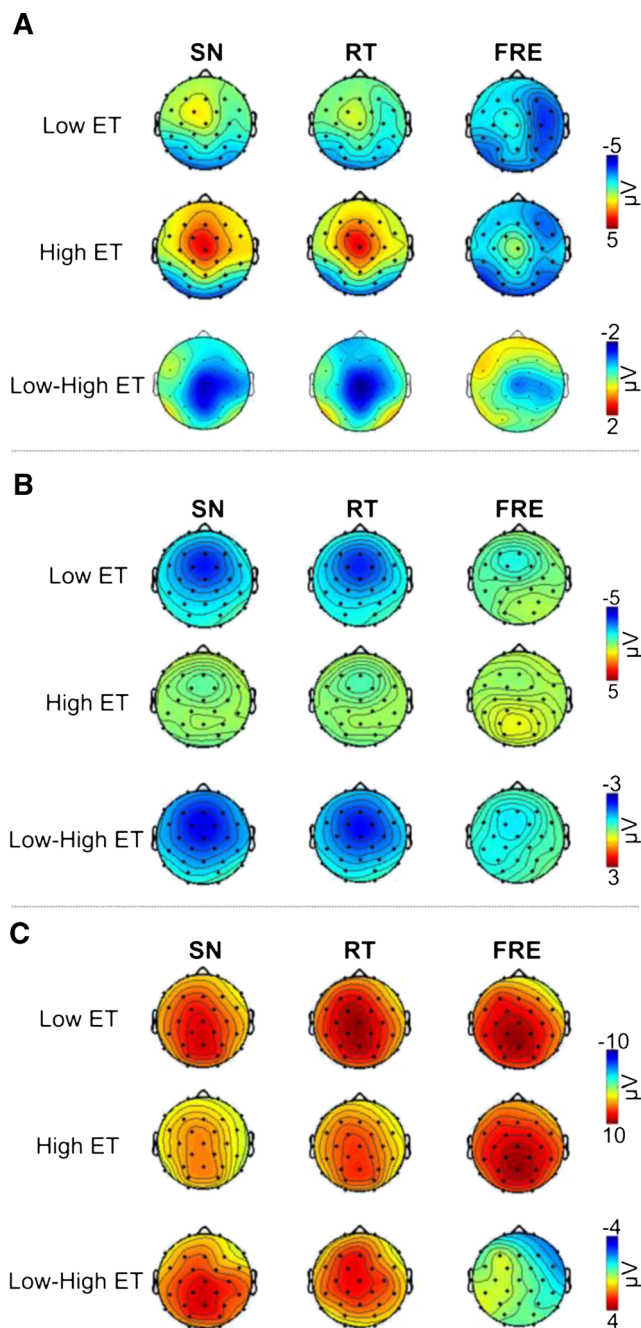 A
SN RT FRE
Low ET
-5
µV
5
High ET
-2
Low-High ET
µV
2
B
SN RT FRE
Low ET
-5
µV
High ET
5
-3
Low-High ET
µV
3
C
SN RT FRE
Low ET
-10
µV
10
High ET
-4
Low-High ET
µV
4